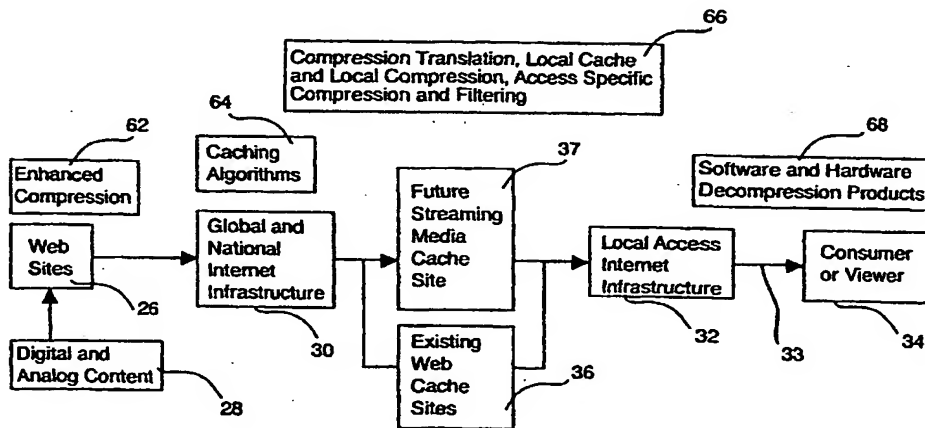 66
Compression Translation, Local Cache
and Local Compression, Access Specific
Compression and Filtering
62
64
68
Enhanced
Compression
Caching
Algorithms
37
Software and Hardware
Decompression Products
Web
Sites
26
Global and
National
Internet
Infrastructure
30
Future
Streaming
Media
Cache
Site
Local Access
Internet
Infrastructure
32
33
Consumer
or Viewer
34
Digital and
Analog Content
28
Existing
Web
Cache
Sites
36